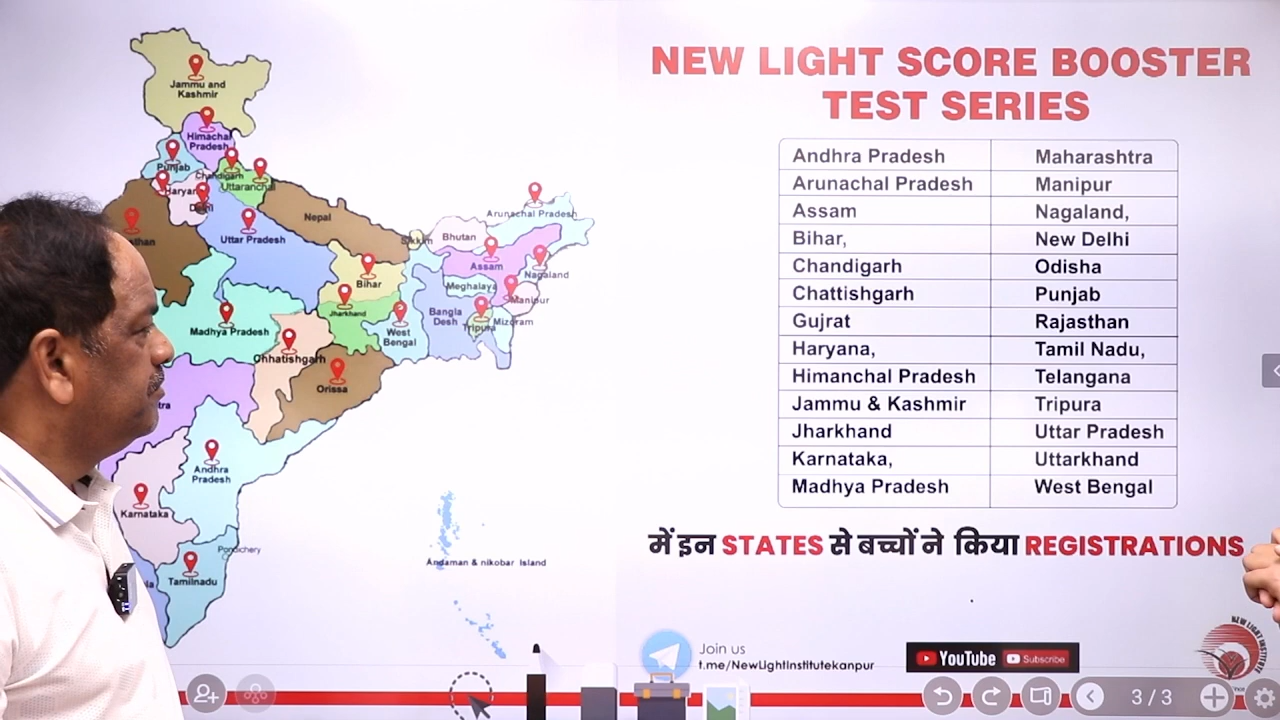 NEW LIGHT SCORE BOOSTER
TEST SERIES
Andhra Pradesh Maharashtra
Arunachal Pradesh Manipur
Assam Nagaland,
Bihar, New Delhi
Chandigarh Odisha
Chattishgarh Punjab
Gujrat Rajasthan
Haryana, Tamil Nadu,
Himanchal Pradesh Telangana
Jammu & Kashmir Tripura
Jharkhand Uttar Pradesh
Karnataka, Uttarkhand
Madhya Pradesh West Bengal
में इन STATES से बच्चों ने किया REGISTRATIONS
Jammu and
Kashmir
Himachal
Pradesh
Punjab
Chandigarh
Uttaranchal
Nepal
Uttar Pradesh
Sikkim
Bhutan
Arunachal Pradesh
Assam
Nagaland
Meghalaya
Manipur
Bihar
Jharkhand
West
Bengal
Bangla
Desh
Tripura
Mizoram
Madhya Pradesh
Chhatishgarh
Orissa
Andhra
Pradesh
Karnataka
Pondichery
Tamilnadu
Andaman & nikobar Island
Join us
t.me/NewLightInstitutekanpur
YouTube Subscribe
3 / 3